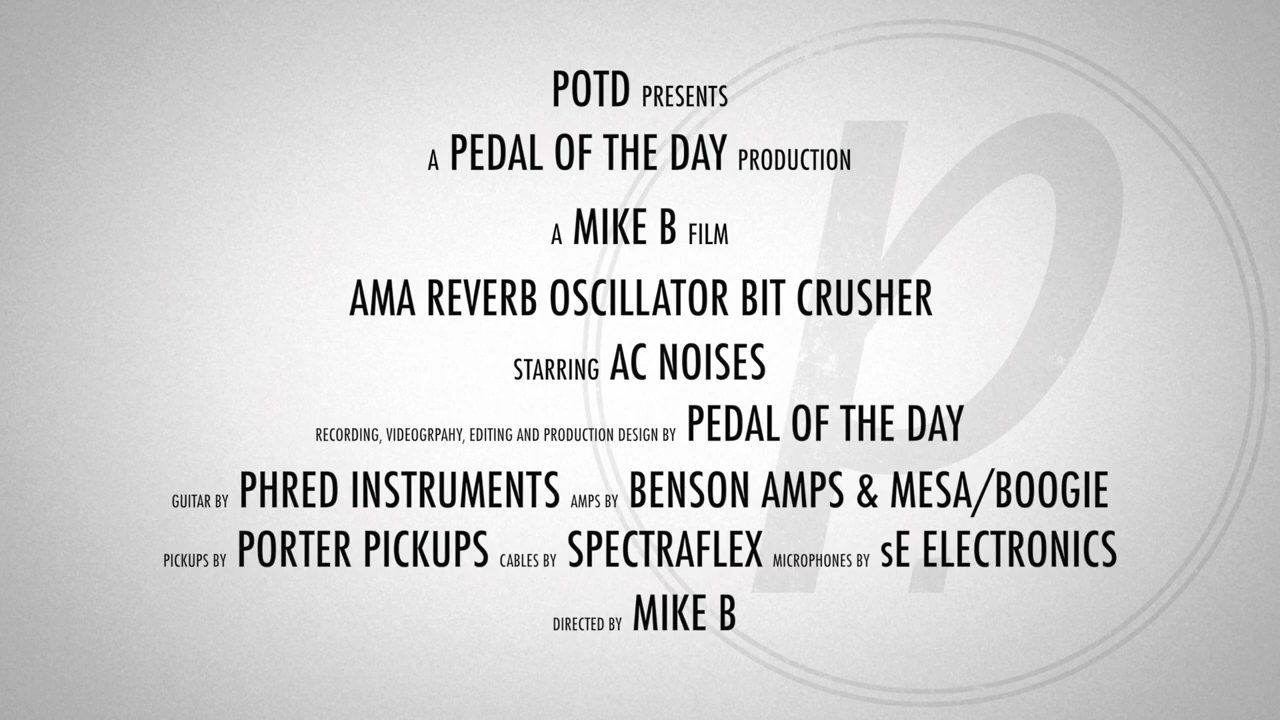 POTD PRESENTS
A PEDAL OF THE DAY PRODUCTION
A MIKE B FILM
AMA REVERB OSCILLATOR BIT CRUSHER
STARRING AC NOISES
RECORDING, VIDEOGRPAHY, EDITING AND PRODUCTION DESIGN BY PEDAL OF THE DAY
GUITAR BY PHRED INSTRUMENTS AMPS BY BENSON AMPS & MESA/BOOGIE
PICKUPS BY PORTER PICKUPS CABLES BY SPECTRAFLEX MICROPHONES BY sE ELECTRONICS
DIRECTED BY MIKE B
p